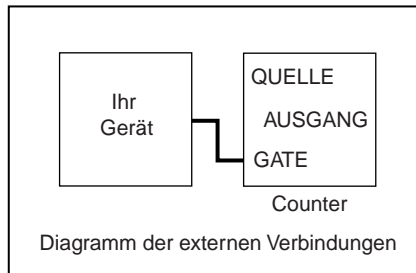 Ihr
Gerät
QUELLE
AUSGANG
GATE
Counter
Diagramm der externen Verbindungen